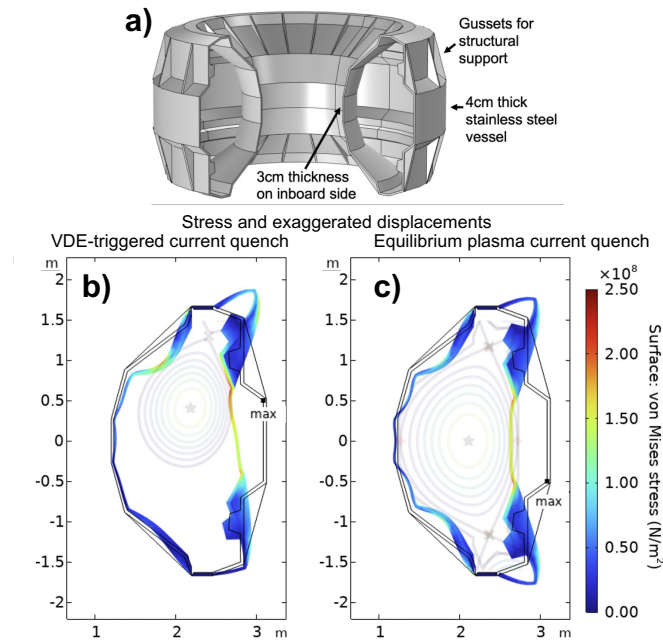 a)
Gussets for
structural
support
4cm thick
stainless steel
vessel
3cm thickness
on inboard side
Stress and exaggerated displacements
VDE-triggered current quench
Equilibrium plasma current quench
m
m
×10⁸
b)
c)
2
1.5
1
0.5
0
-0.5
-1
-1.5
-2
max
1
2
3
m
2
1.5
1
0.5
0
-0.5
-1
-1.5
-2
max
1
2
3
m
2.50
2.00
1.50
1.00
0.50
0.00
Surface: von Mises stress (N/m²)